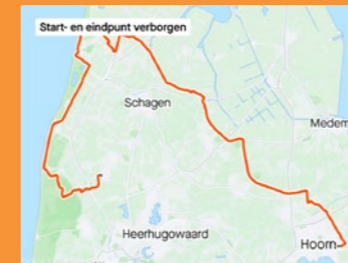 Start- en eindpunt verborgen
Schagen
Medem
Heerhugowaard
Hoorn